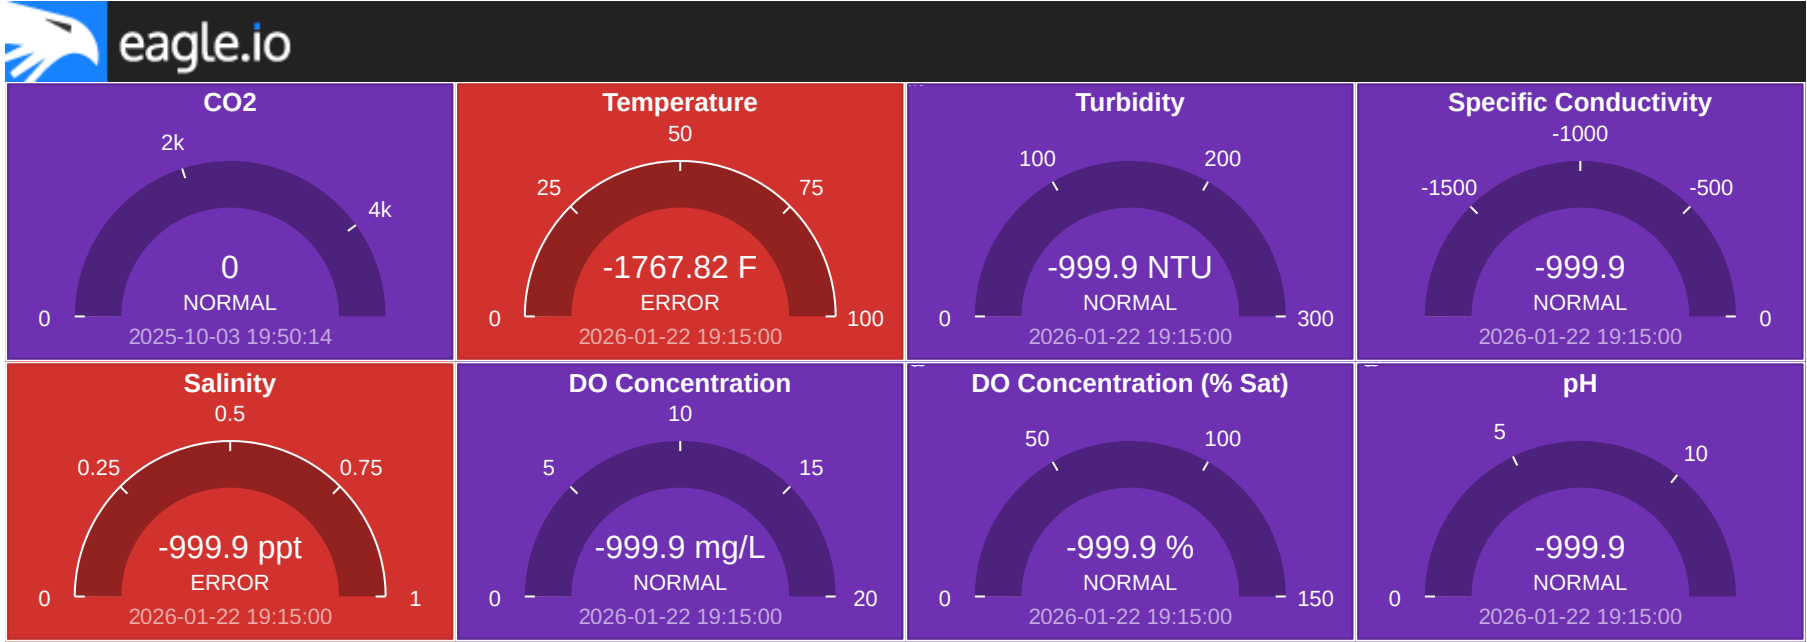 eagle.io
CO2
2k
4k
0
0
NORMAL
2025-10-03 19:50:14
Temperature
50
25
75
-1767.82 F
ERROR
0
100
2026-01-22 19:15:00
Turbidity
100
200
-999.9 NTU
NORMAL
0
300
2026-01-22 19:15:00
Specific Conductivity
-1000
-1500
-500
-999.9
NORMAL
0
2026-01-22 19:15:00
Salinity
0.5
0.25
0.75
-999.9 ppt
ERROR
0
1
2026-01-22 19:15:00
DO Concentration
10
5
15
-999.9 mg/L
NORMAL
0
20
2026-01-22 19:15:00
DO Concentration (% Sat)
50
100
-999.9 %
NORMAL
0
150
2026-01-22 19:15:00
pH
5
10
-999.9
NORMAL
0
2026-01-22 19:15:00